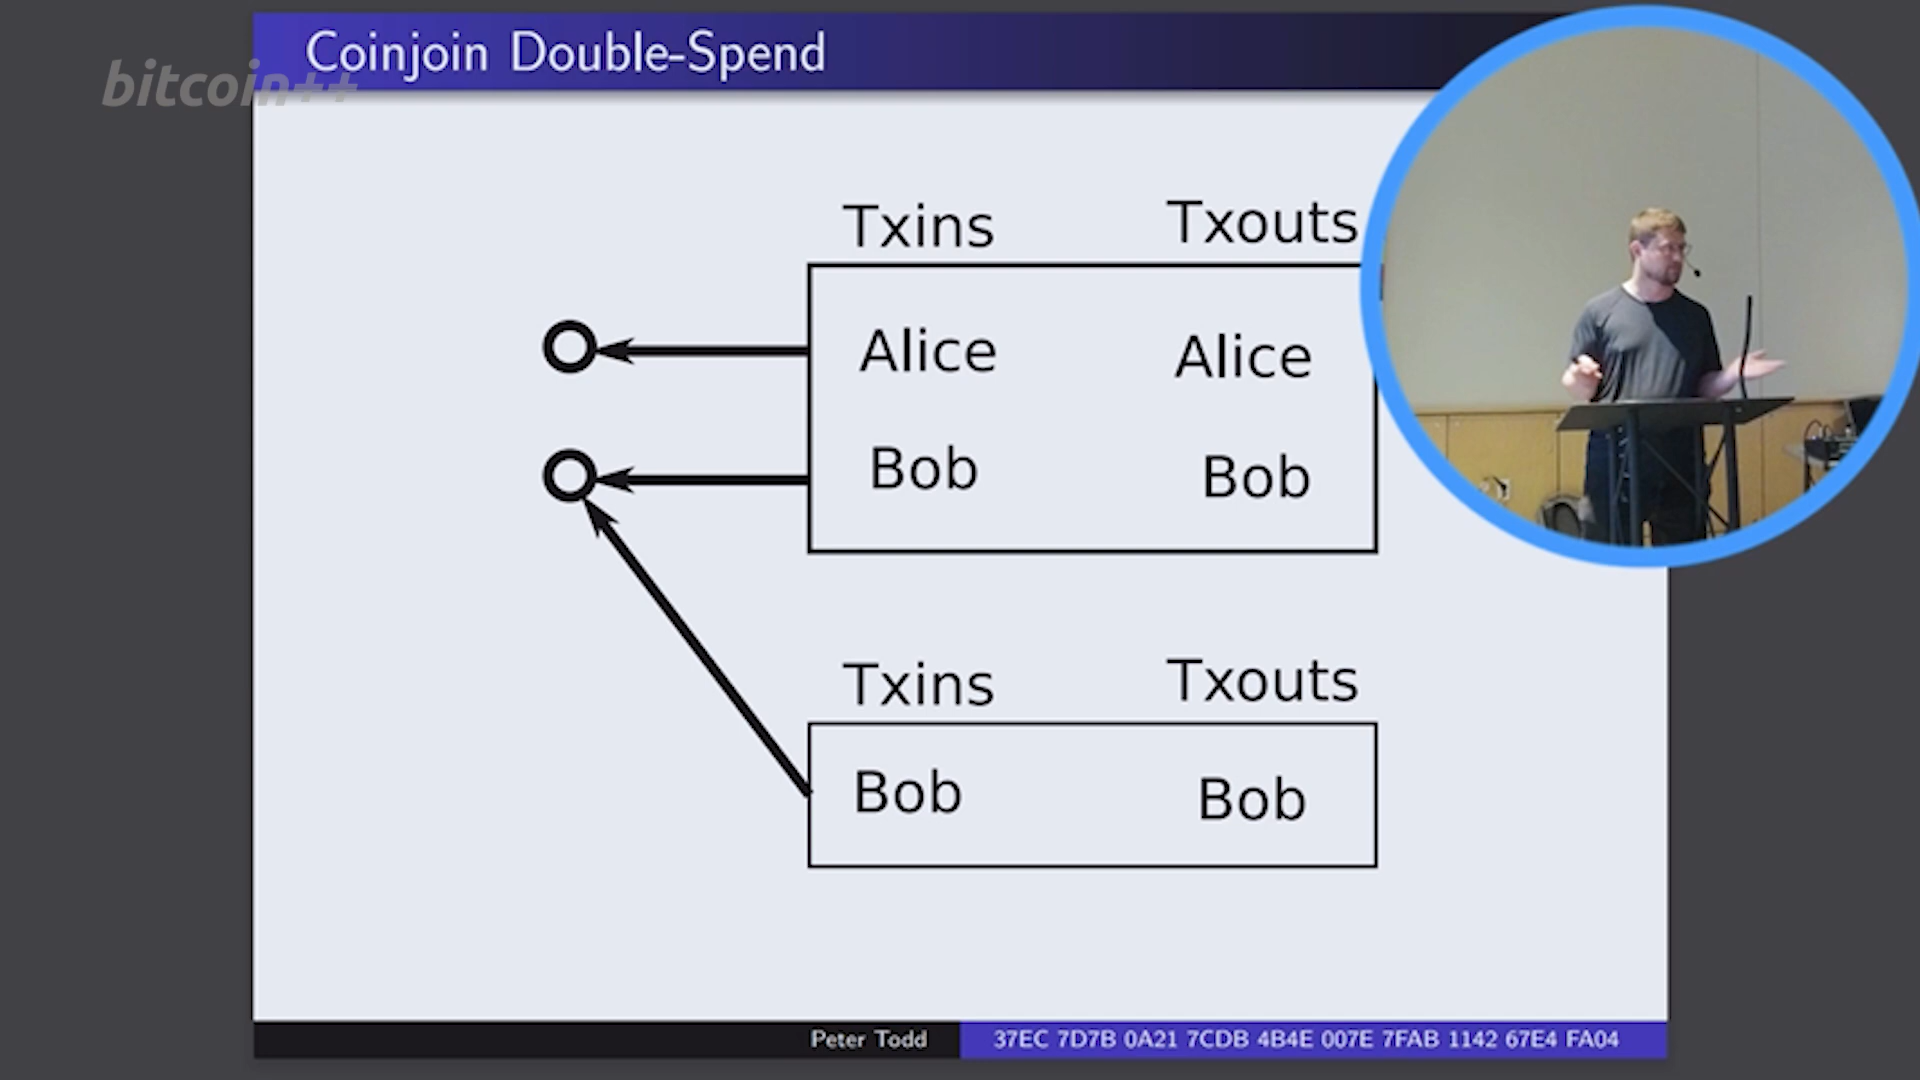 Coinjoin Double-Spend
bitcoin++
Txins Txouts
Alice Alice
Bob Bob
Txins Txouts
Bob Bob
Peter Todd 37EC 7D7B 0A21 7CDB 4B4E 007E 7FAB 1142 67E4 FA04